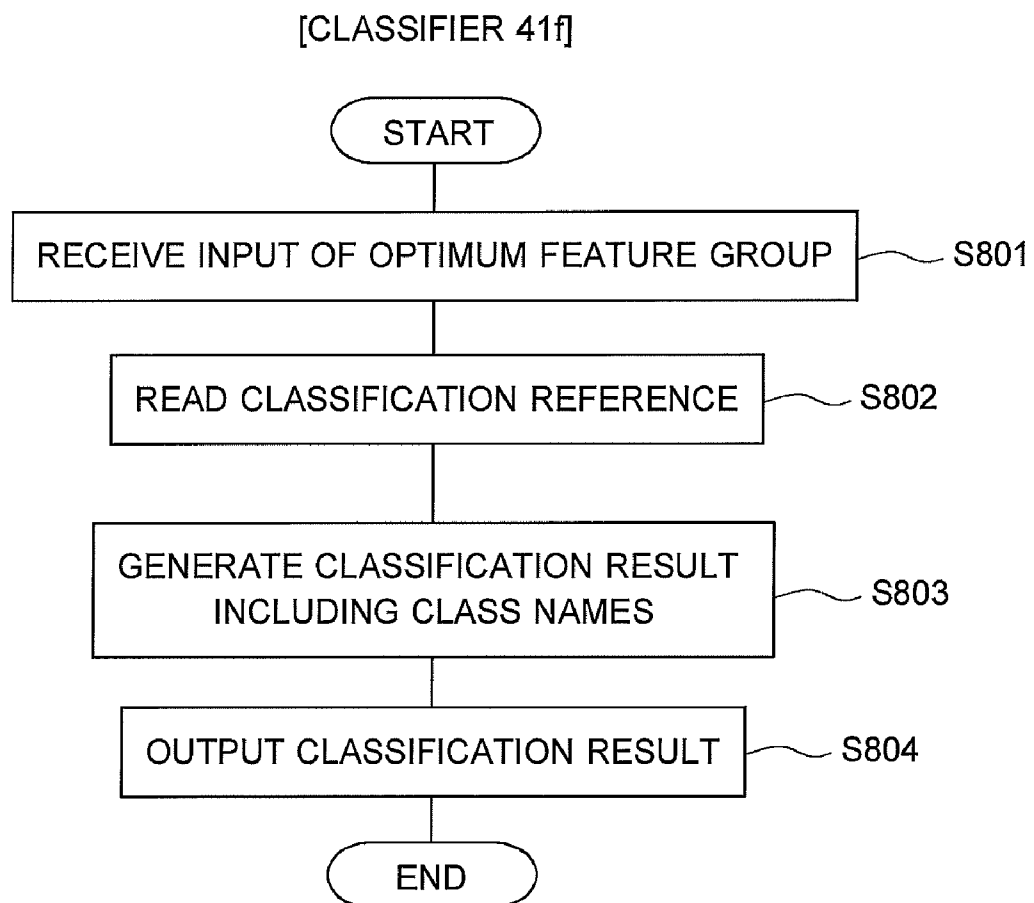 [CLASSIFIER 41f]
START
RECEIVE INPUT OF OPTIMUM FEATURE GROUP
S801
READ CLASSIFICATION REFERENCE
S802
GENERATE CLASSIFICATION RESULT
INCLUDING CLASS NAMES
S803
OUTPUT CLASSIFICATION RESULT
S804
END